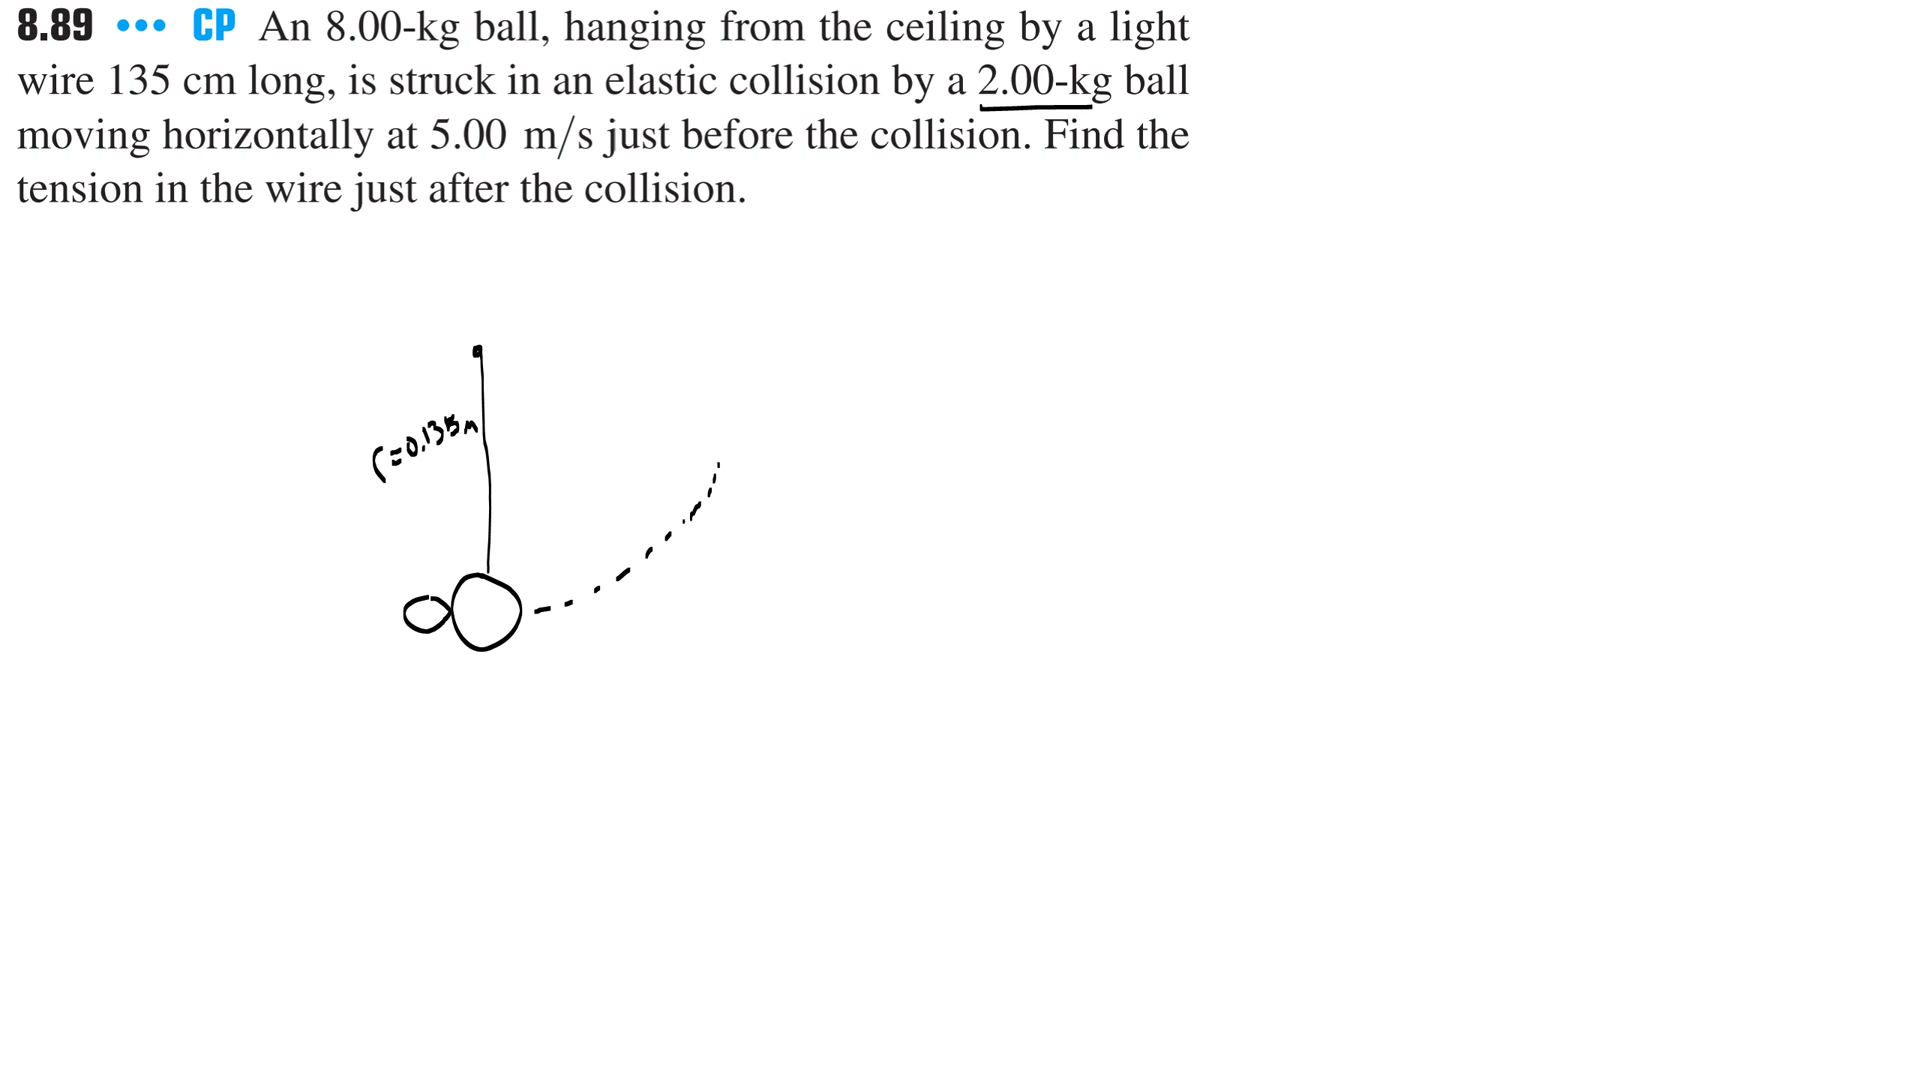 8.89 ••• CP An 8.00-kg ball, hanging from the ceiling by a light
wire 135 cm long, is struck in an elastic collision by a 2.00-kg ball
moving horizontally at 5.00 m/s just before the collision. Find the
tension in the wire just after the collision.
r=0.135m